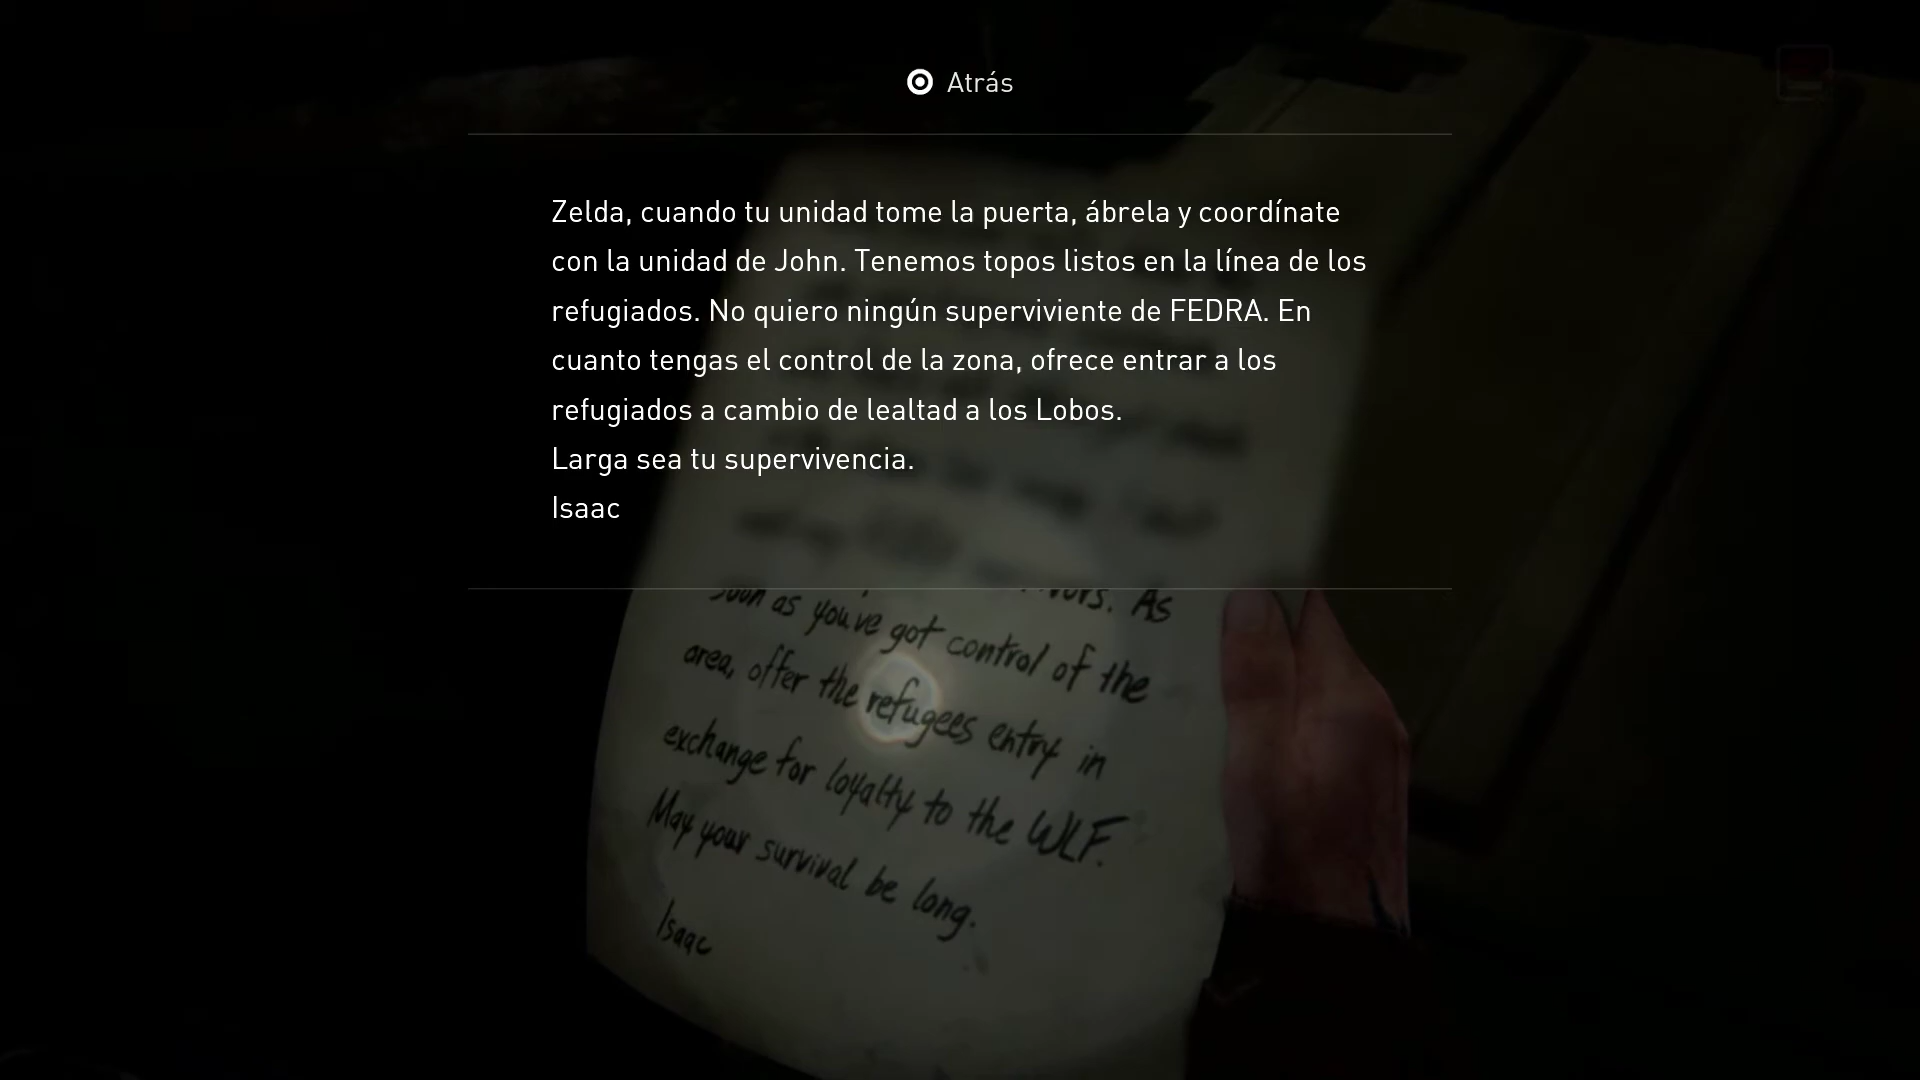 Atrás
Zelda, cuando tu unidad tome la puerta, ábrela y coordínate
con la unidad de John. Tenemos topos listos en la línea de los
refugiados. No quiero ningún superviviente de FEDRA. En
cuanto tengas el control de la zona, ofrece entrar a los
refugiados a cambio de lealtad a los Lobos.
Larga sea tu supervivencia.
Isaac
As
soon as you've got control of the
area, offer the refugees entry in
exchange for loyalty to the WLF.
May your survival be long.
Isaac